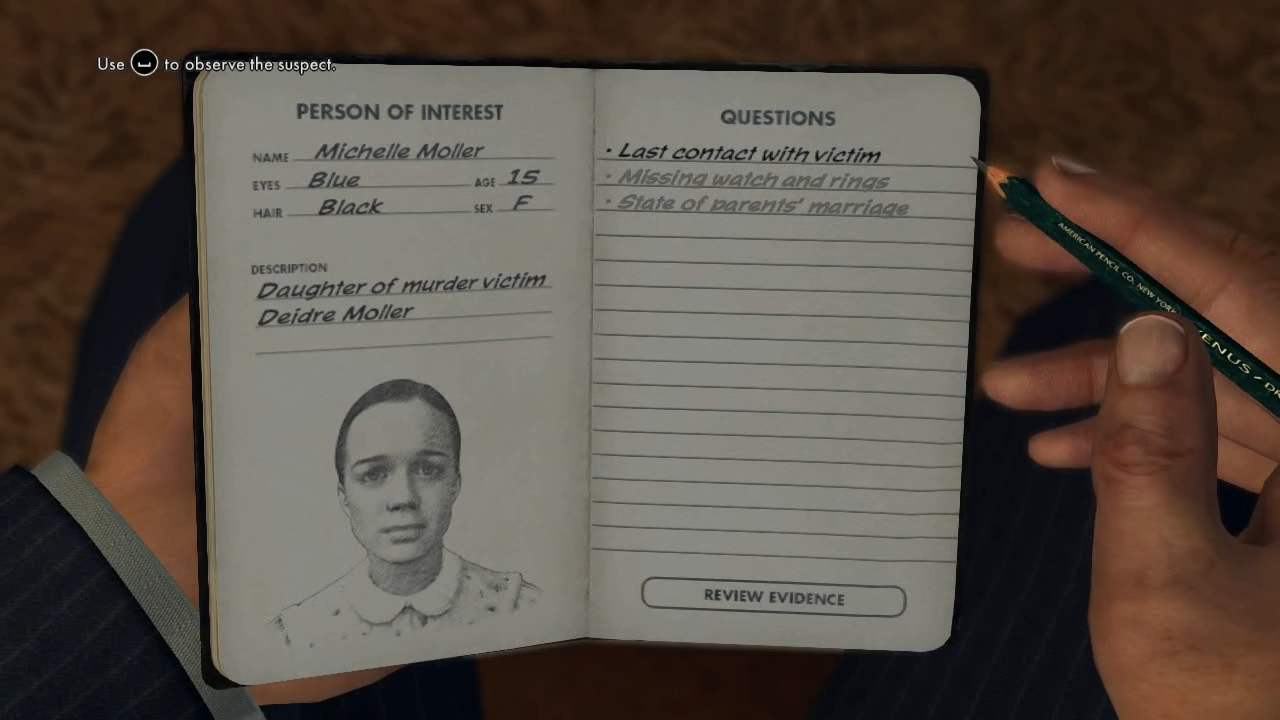 Use to observe the suspect.
PERSON OF INTEREST
NAME Michelle Moller
EYES Blue AGE 15
HAIR Black SEX F
DESCRIPTION
Daughter of murder victim
Deidre Moller
QUESTIONS
• Last contact with victim
• Missing watch and rings
• State of parents' marriage
REVIEW EVIDENCE
AMERICAN PENCIL CO. NEW YORK
VENUS